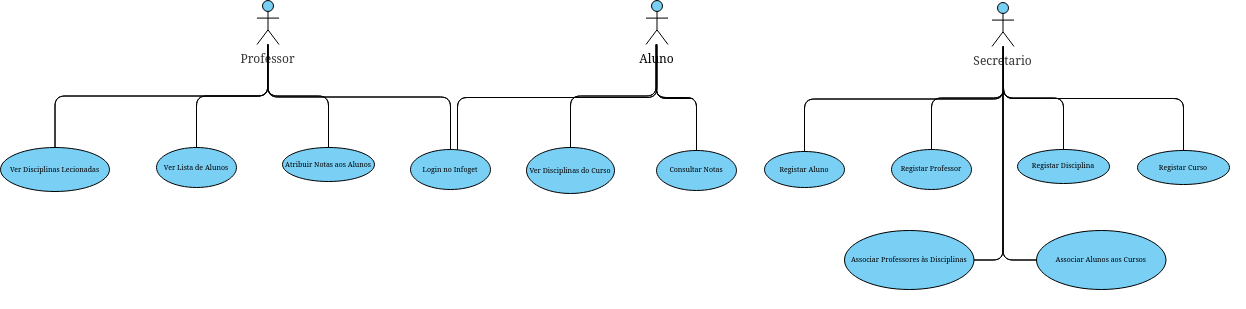 Professor
Aluno
Secretario
Ver Disciplinas Lecionadas
Ver Lista de Alunos
Atribuir Notas aos Alunos
Login no Infoget
Ver Disciplinas do Curso
Consultar Notas
Registar Aluno
Registar Professor
Registar Disciplina
Registar Curso
Associar Professores às Disciplinas
Associar Alunos aos Cursos